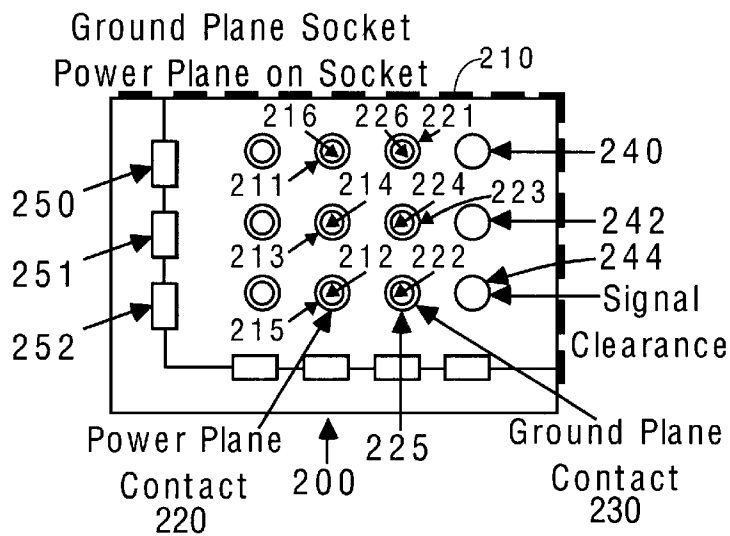 Ground Plane Socket
Power Plane on Socket
210
216 226 221
240
211 214 224 223
250
242
213 212 222 244
251
Signal
215
252
Clearance
Power Plane
Contact
220
200
225
Ground Plane
Contact
230